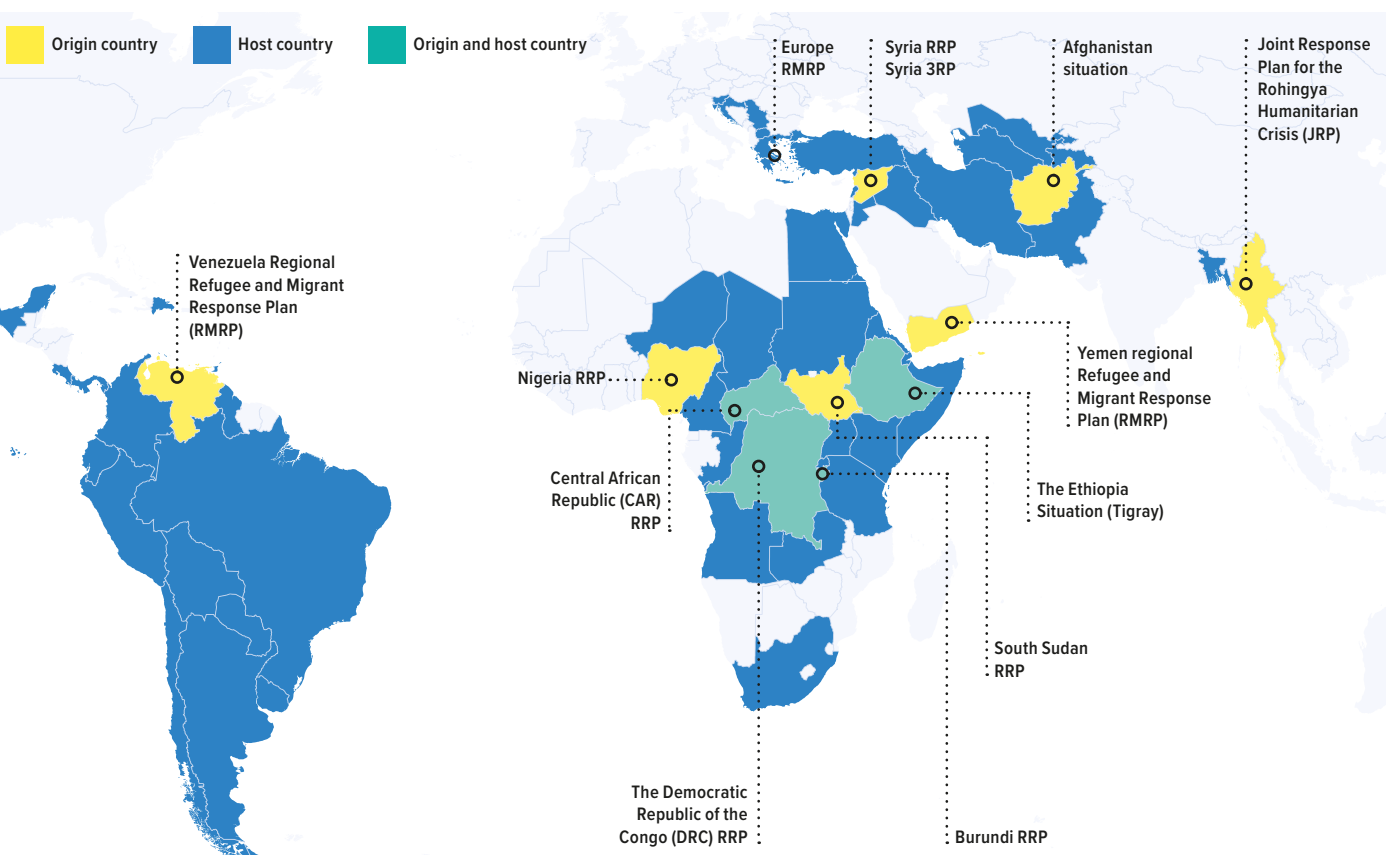 Origin country
Host country
Origin and host country
Europe
RMRP
Syria RRP
Syria 3RP
Afghanistan
situation
Joint Response
Plan for the
Rohingya
Humanitarian
Crisis (JRP)
Venezuela Regional
Refugee and Migrant
Response Plan
(RMRP)
Nigeria RRP
Yemen regional
Refugee and
Migrant Response
Plan (RMRP)
Central African
Republic (CAR)
RRP
The Ethiopia
Situation (Tigray)
South Sudan
RRP
The Democratic
Republic of the
Congo (DRC) RRP
Burundi RRP